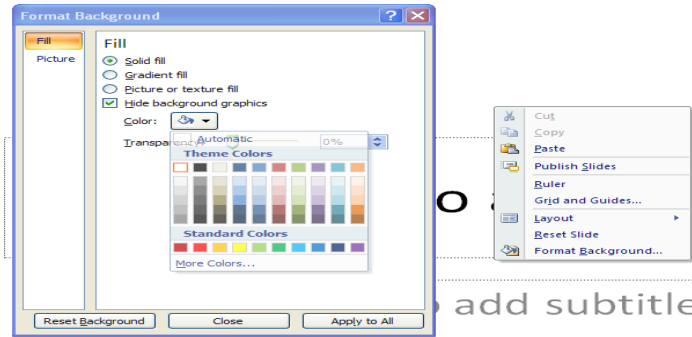 Format Background
Fill
Picture
Fill
Solid fill
Gradient fill
Picture or texture fill
Hide background graphics
Color:
Transparency:
0%
Automatic
Theme Colors
Standard Colors
More Colors...
Reset Background
Close
Apply to All
Cut
Copy
Paste
Publish Slides
Ruler
Grid and Guides...
Layout
Reset Slide
Format Background...
o a
add subtitle